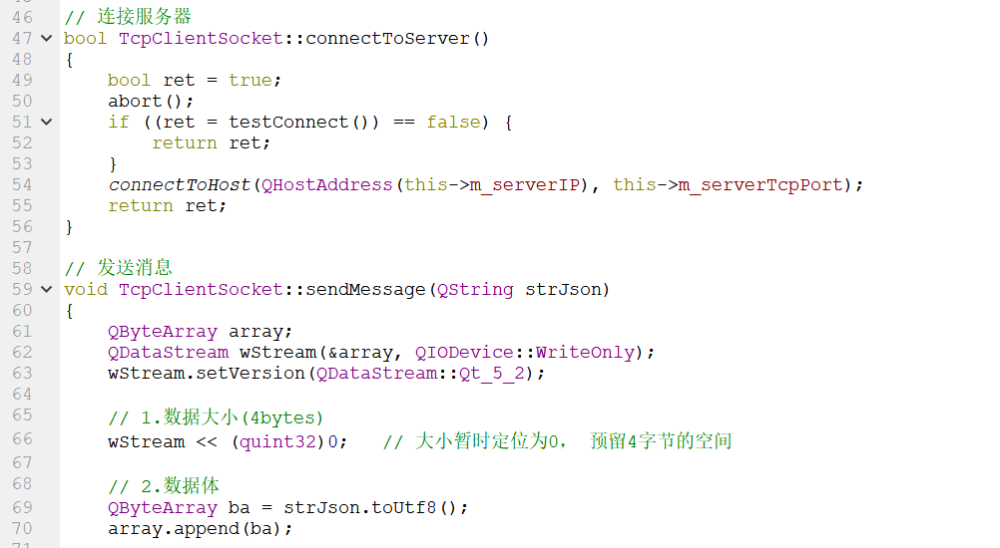 46 // 连接服务器
47 bool TcpClientSocket::connectToServer()
48 {
49     bool ret = true;
50     abort();
51     if ((ret = testConnect()) == false) {
52         return ret;
53     }
54     connectToHost(QHostAddress(this->m_serverIP), this->m_serverTcpPort);
55     return ret;
56 }
57
58 // 发送消息
59 void TcpClientSocket::sendMessage(QString strJson)
60 {
61     QByteArray array;
62     QDataStream wStream(&array, QIODevice::WriteOnly);
63     wStream.setVersion(QDataStream::Qt_5_2);
64
65     // 1.数据大小(4bytes)
66     wStream << (quint32)0;   // 大小暂时定位为0， 预留4字节的空间
67
68     // 2.数据体
69     QByteArray ba = strJson.toUtf8();
70     array.append(ba);